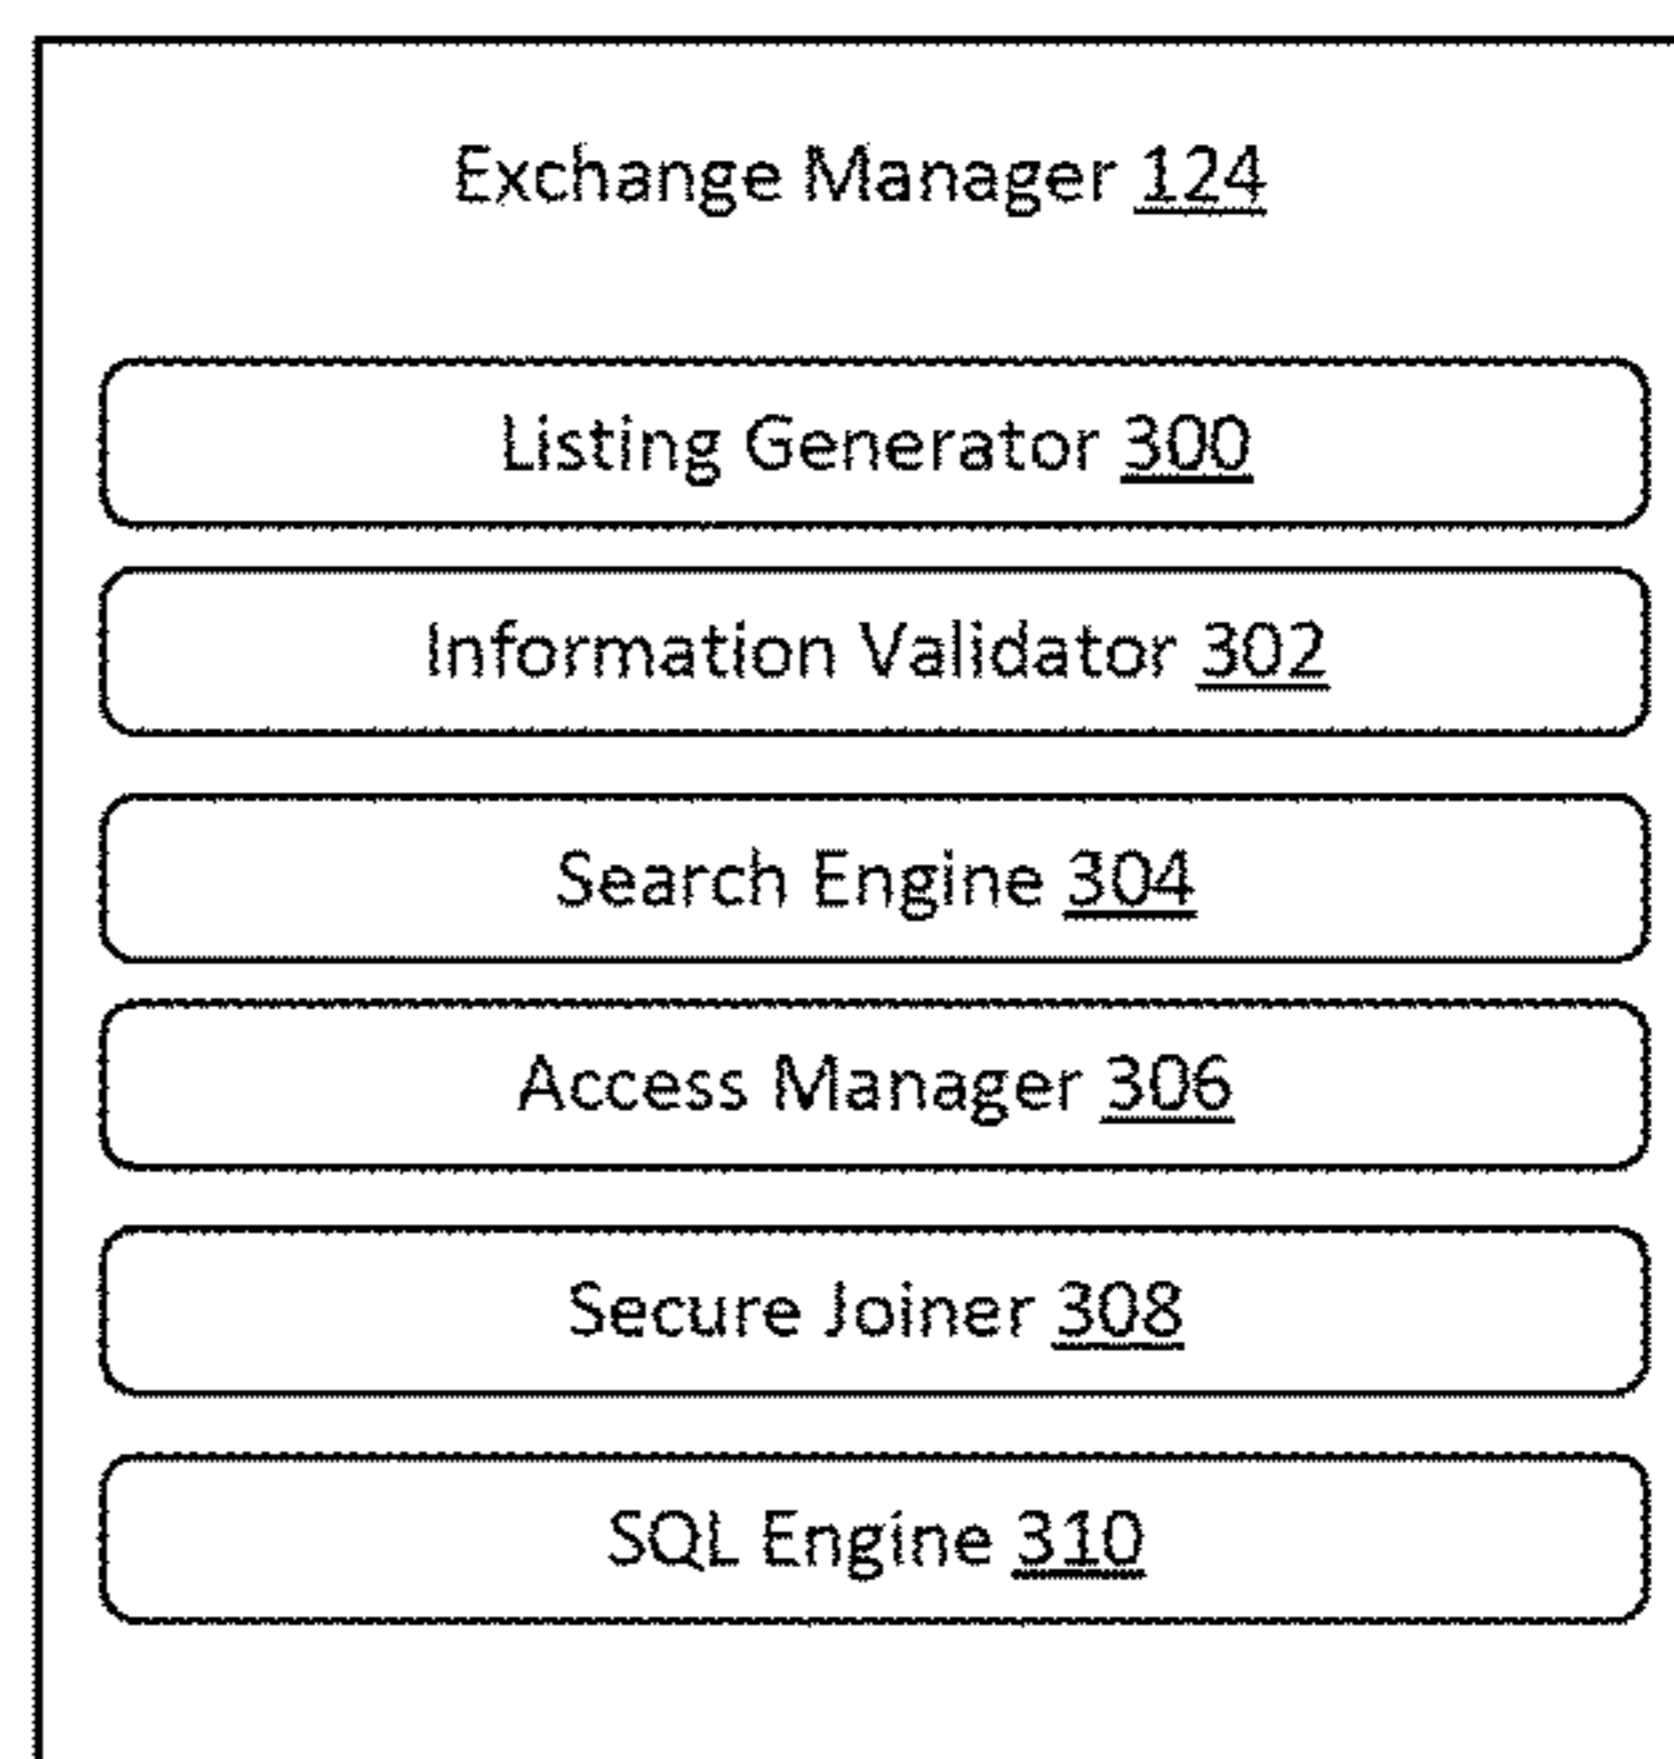 Exchange Manager 124
Listing Generator 300
Information Validator 302
Search Engine 304
Access Manager 306
Secure Joiner 308
SQL Engine 310